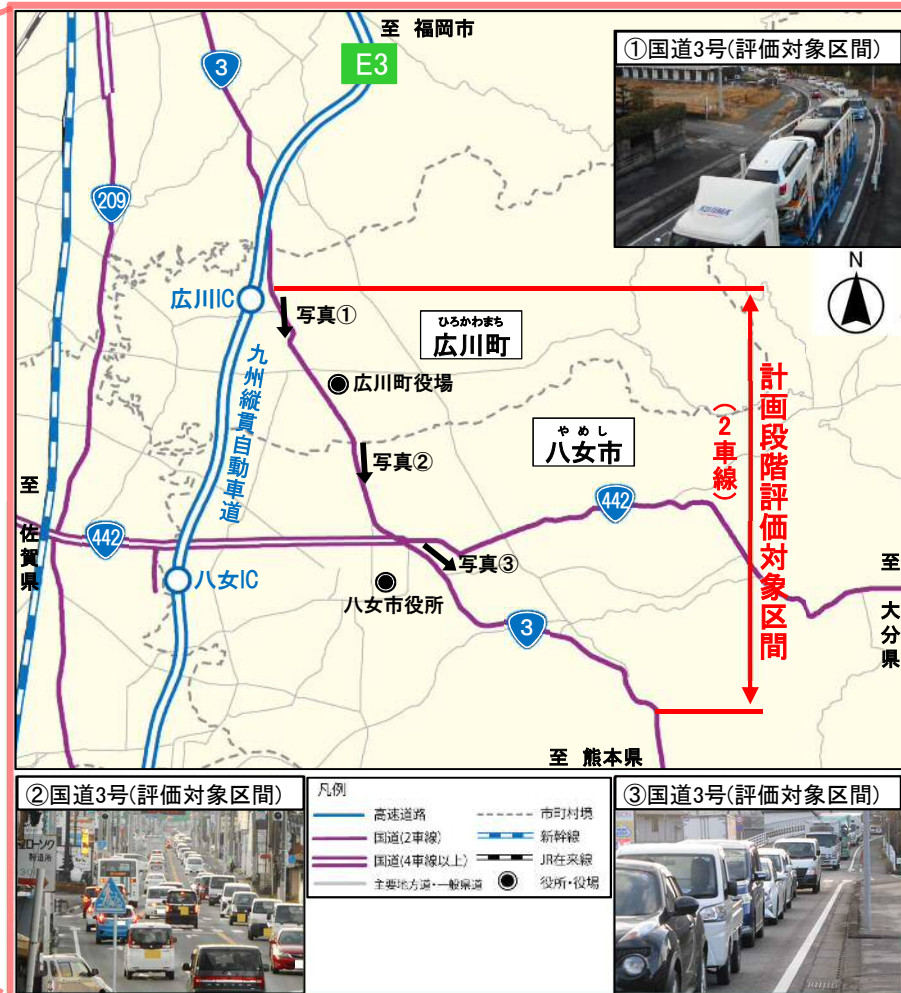 至 福岡市
①国道3号(評価対象区間)
3
E3
209
N
広川IC
写真①
ひろかわまち
広川町
九州縦貫自動車道
広川町役場
計画段階評価対象区間
(2車線)
やめし
八女市
写真②
至 佐賀県
442
442
写真③
至 大分県
八女IC
八女市役所
3
至 熊本県
②国道3号(評価対象区間)
凡例
高速道路
市町村境
国道(2車線)
新幹線
国道(4車線以上)
JR在来線
主要地方道・一般県道
役所・役場
③国道3号(評価対象区間)